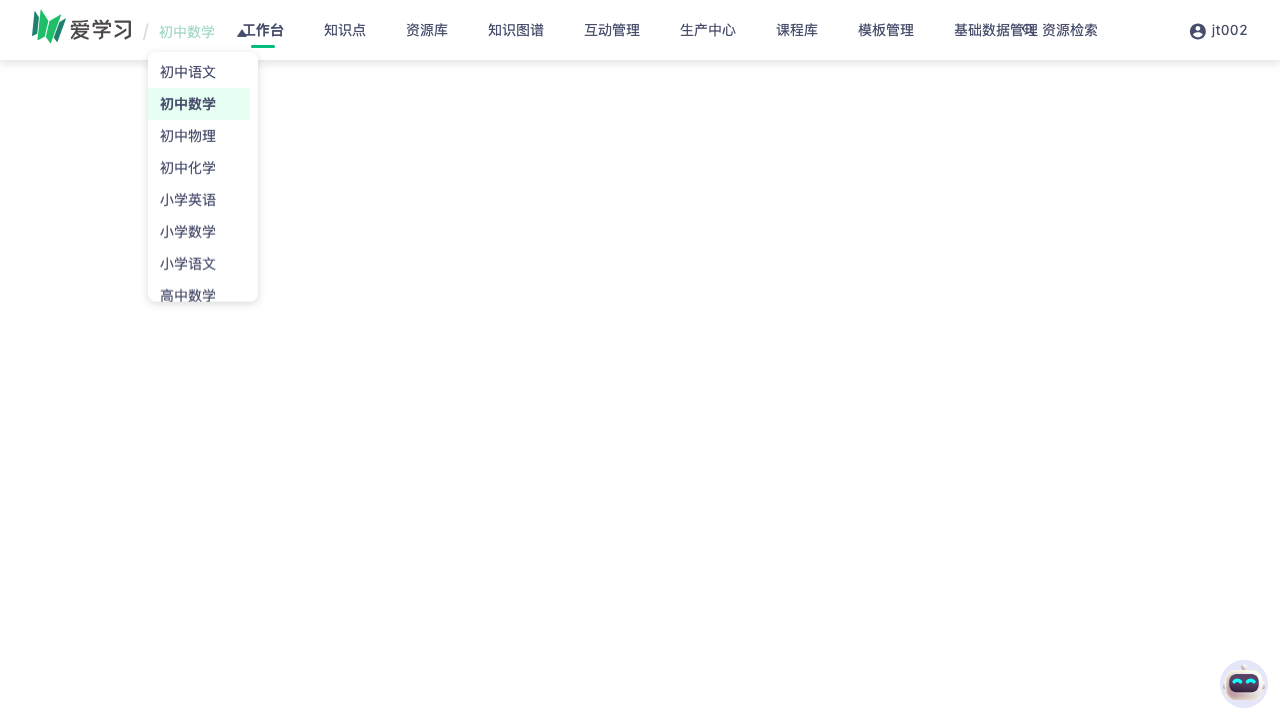 爱学习 / 初中数学 工作台 知识点 资源库 知识图谱 互动管理 生产中心 课程库 模板管理 基础数据管理 资源检索 jt002
初中语文
初中数学
初中物理
初中化学
小学英语
小学数学
小学语文
高中数学